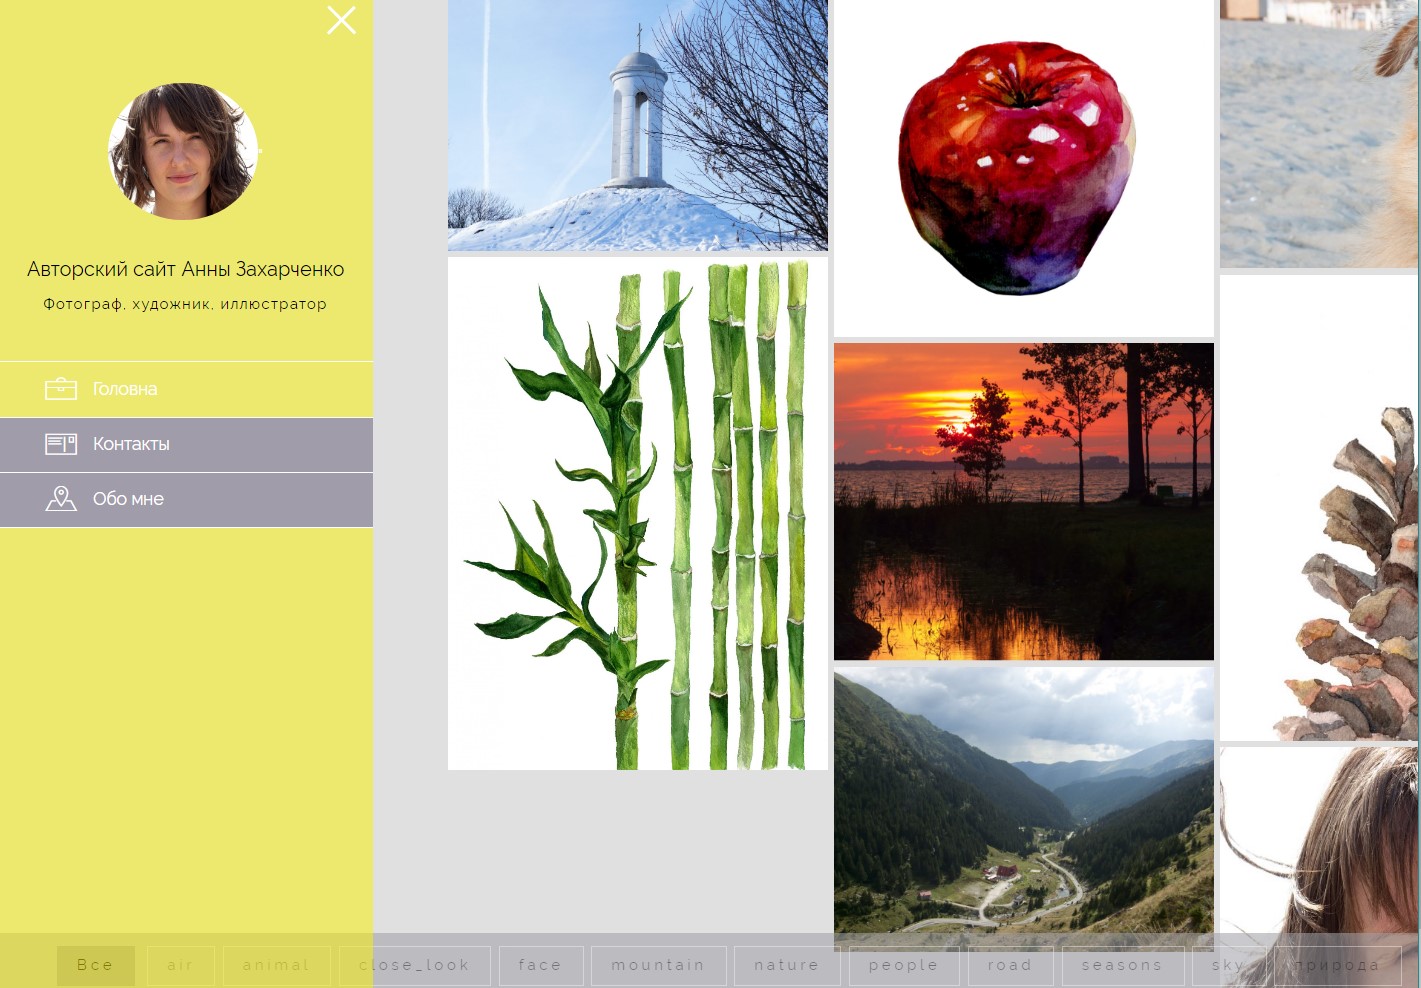 Авторский сайт Анны Захарченко
Фотограф, художник, иллюстратор
Головна
Контакты
Обо мне
Все air animal close_look face mountain nature people road seasons sky природа